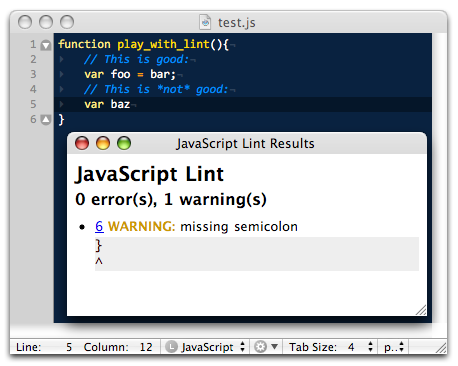 test.js
1 function play_with_lint(){
2 // This is good:
3 var foo = bar;
4 // This is *not* good:
5 var baz
6 }
JavaScript Lint Results
JavaScript Lint
0 error(s), 1 warning(s)
• 6 WARNING: missing semicolon
}
^
Line: 5 Column: 12 L JavaScript Tab Size: 4 p..